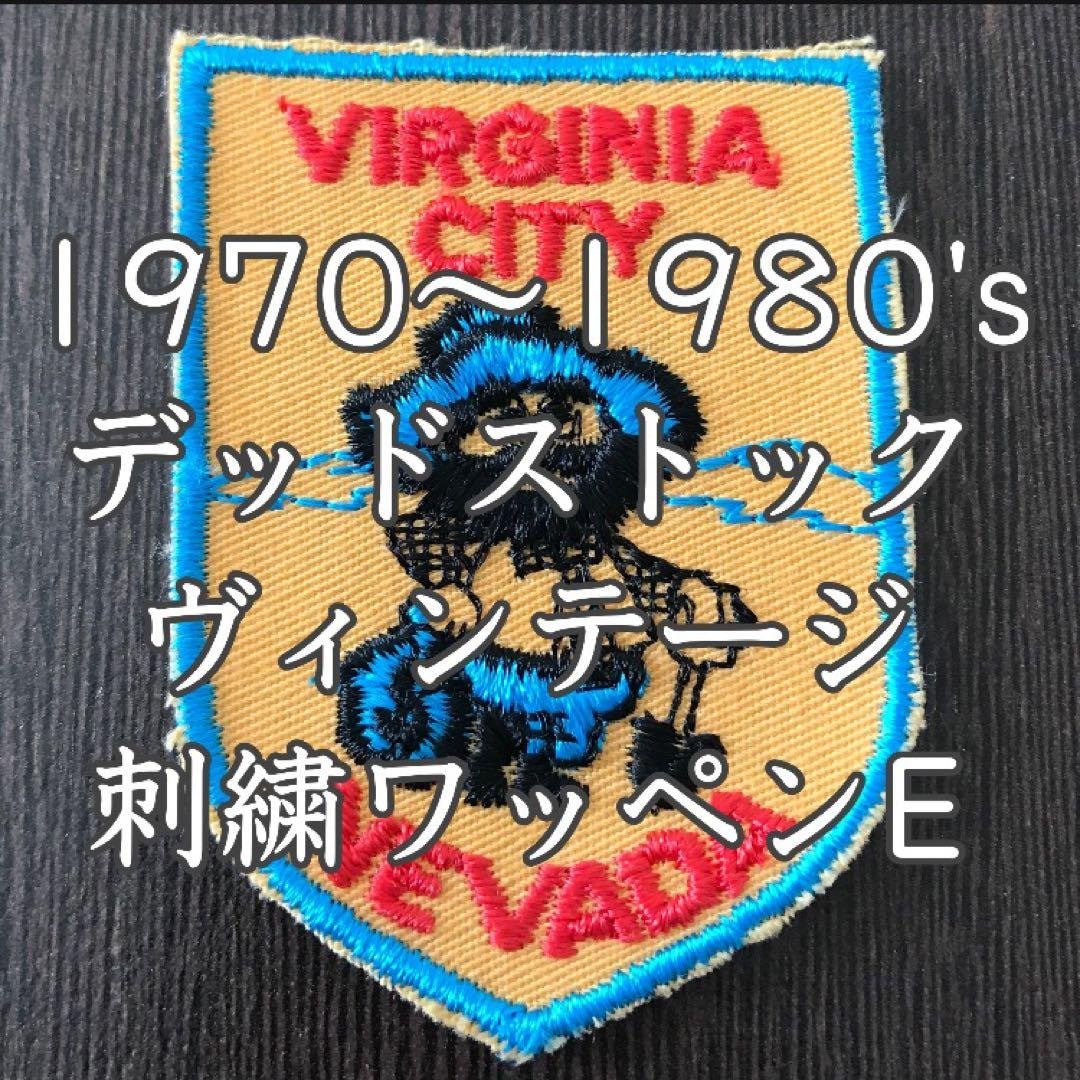 VIRGINIA
CITY
1970~1980's
デッドストック
ヴィンテージ
刺繍ワッペンE
NEVADA